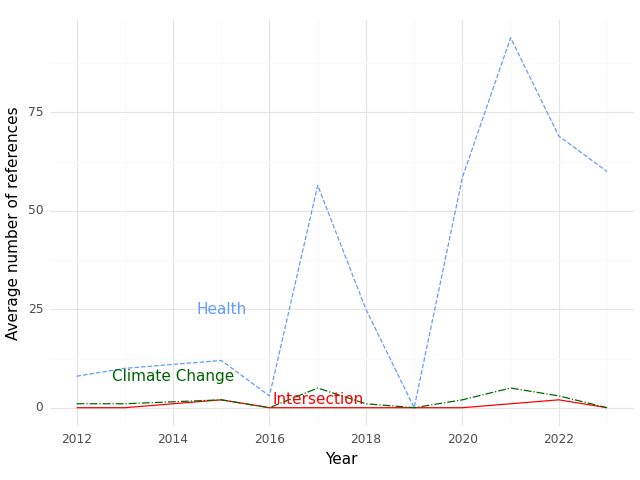 75
50
25
0
Health
Climate Change
Intersection
2012 2014 2016 2018 2020 2022
Year
Average number of references